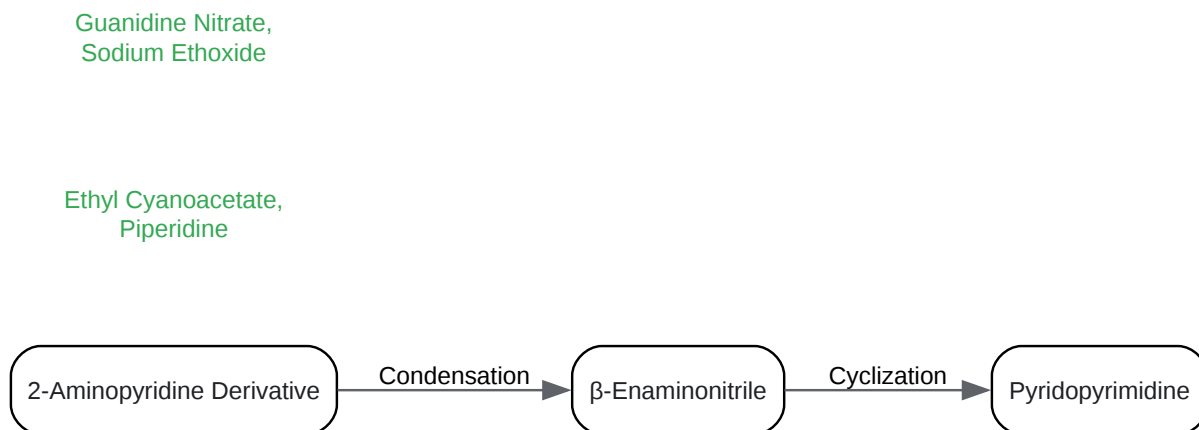 Guanidine Nitrate,
Sodium Ethoxide
Ethyl Cyanoacetate,
Piperidine
2-Aminopyridine Derivative
Condensation
β-Enaminonitrile
Cyclization
Pyridopyrimidine